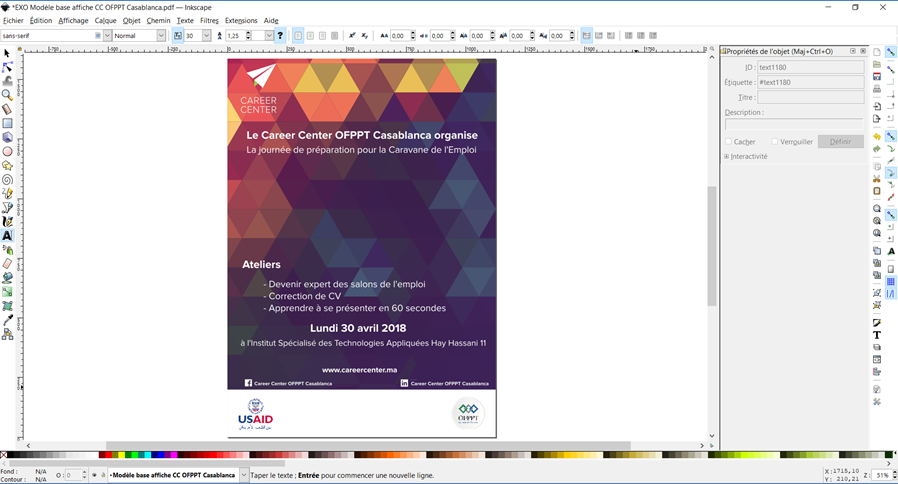 *EXO Modèle base affiche CC OFPPT Casablanca.pdf — Inkscape
Fichier Édition Affichage Calque Objet Chemin Texte Filtres Extensions Aide
sans-serif Normal 30 1,25 0,00 0,00 0,00 0,00 0,00
CAREER
CENTER
Le Career Center OFPPT Casablanca organise
La journée de préparation pour la Caravane de l'Emploi
Ateliers
- Devenir expert des salons de l'emploi
- Correction de CV
- Apprendre à se présenter en 60 secondes
Lundi 30 avril 2018
à l'Institut Spécialisé des Technologies Appliquées Hay Hassani 11
www.careercenter.ma
Career Center OFPPT Casablanca
Career Center OFPPT Casablanca
USAID
OFPPT
Propriétés de l'objet (Maj+Ctrl+O)
ID : text1180
Étiquette : #text1180
Titre :
Description :
Cacher Verrouiller Définir
Interactivité
Fond : N/A
Contour : N/A
O : 0
Modèle base affiche CC OFPPT Casablanca
Taper le texte ; Entrée pour commencer une nouvelle ligne.
X : 1715,10
Y : 210,21
Z : 51%